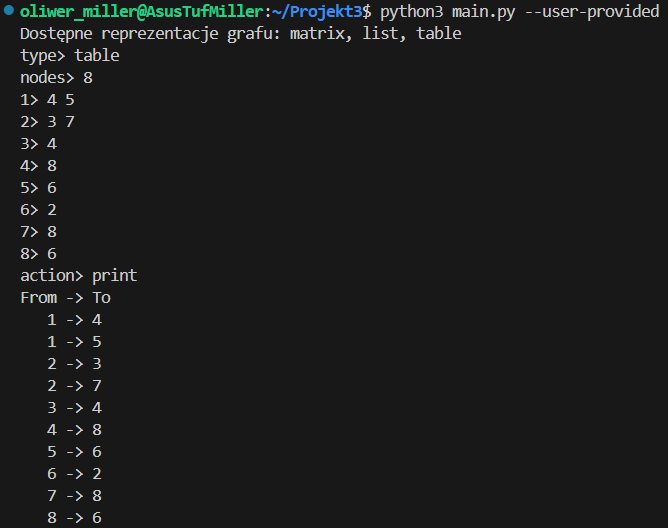 oliwer_miller@AsusTufMiller:~/Projekt3$ python3 main.py --user-provided
Dostępne reprezentacje grafu: matrix, list, table
type> table
nodes> 8
1> 4 5
2> 3 7
3> 4
4> 8
5> 6
6> 2
7> 8
8> 6
action> print
From -> To
   1 -> 4
   1 -> 5
   2 -> 3
   2 -> 7
   3 -> 4
   4 -> 8
   5 -> 6
   6 -> 2
   7 -> 8
   8 -> 6